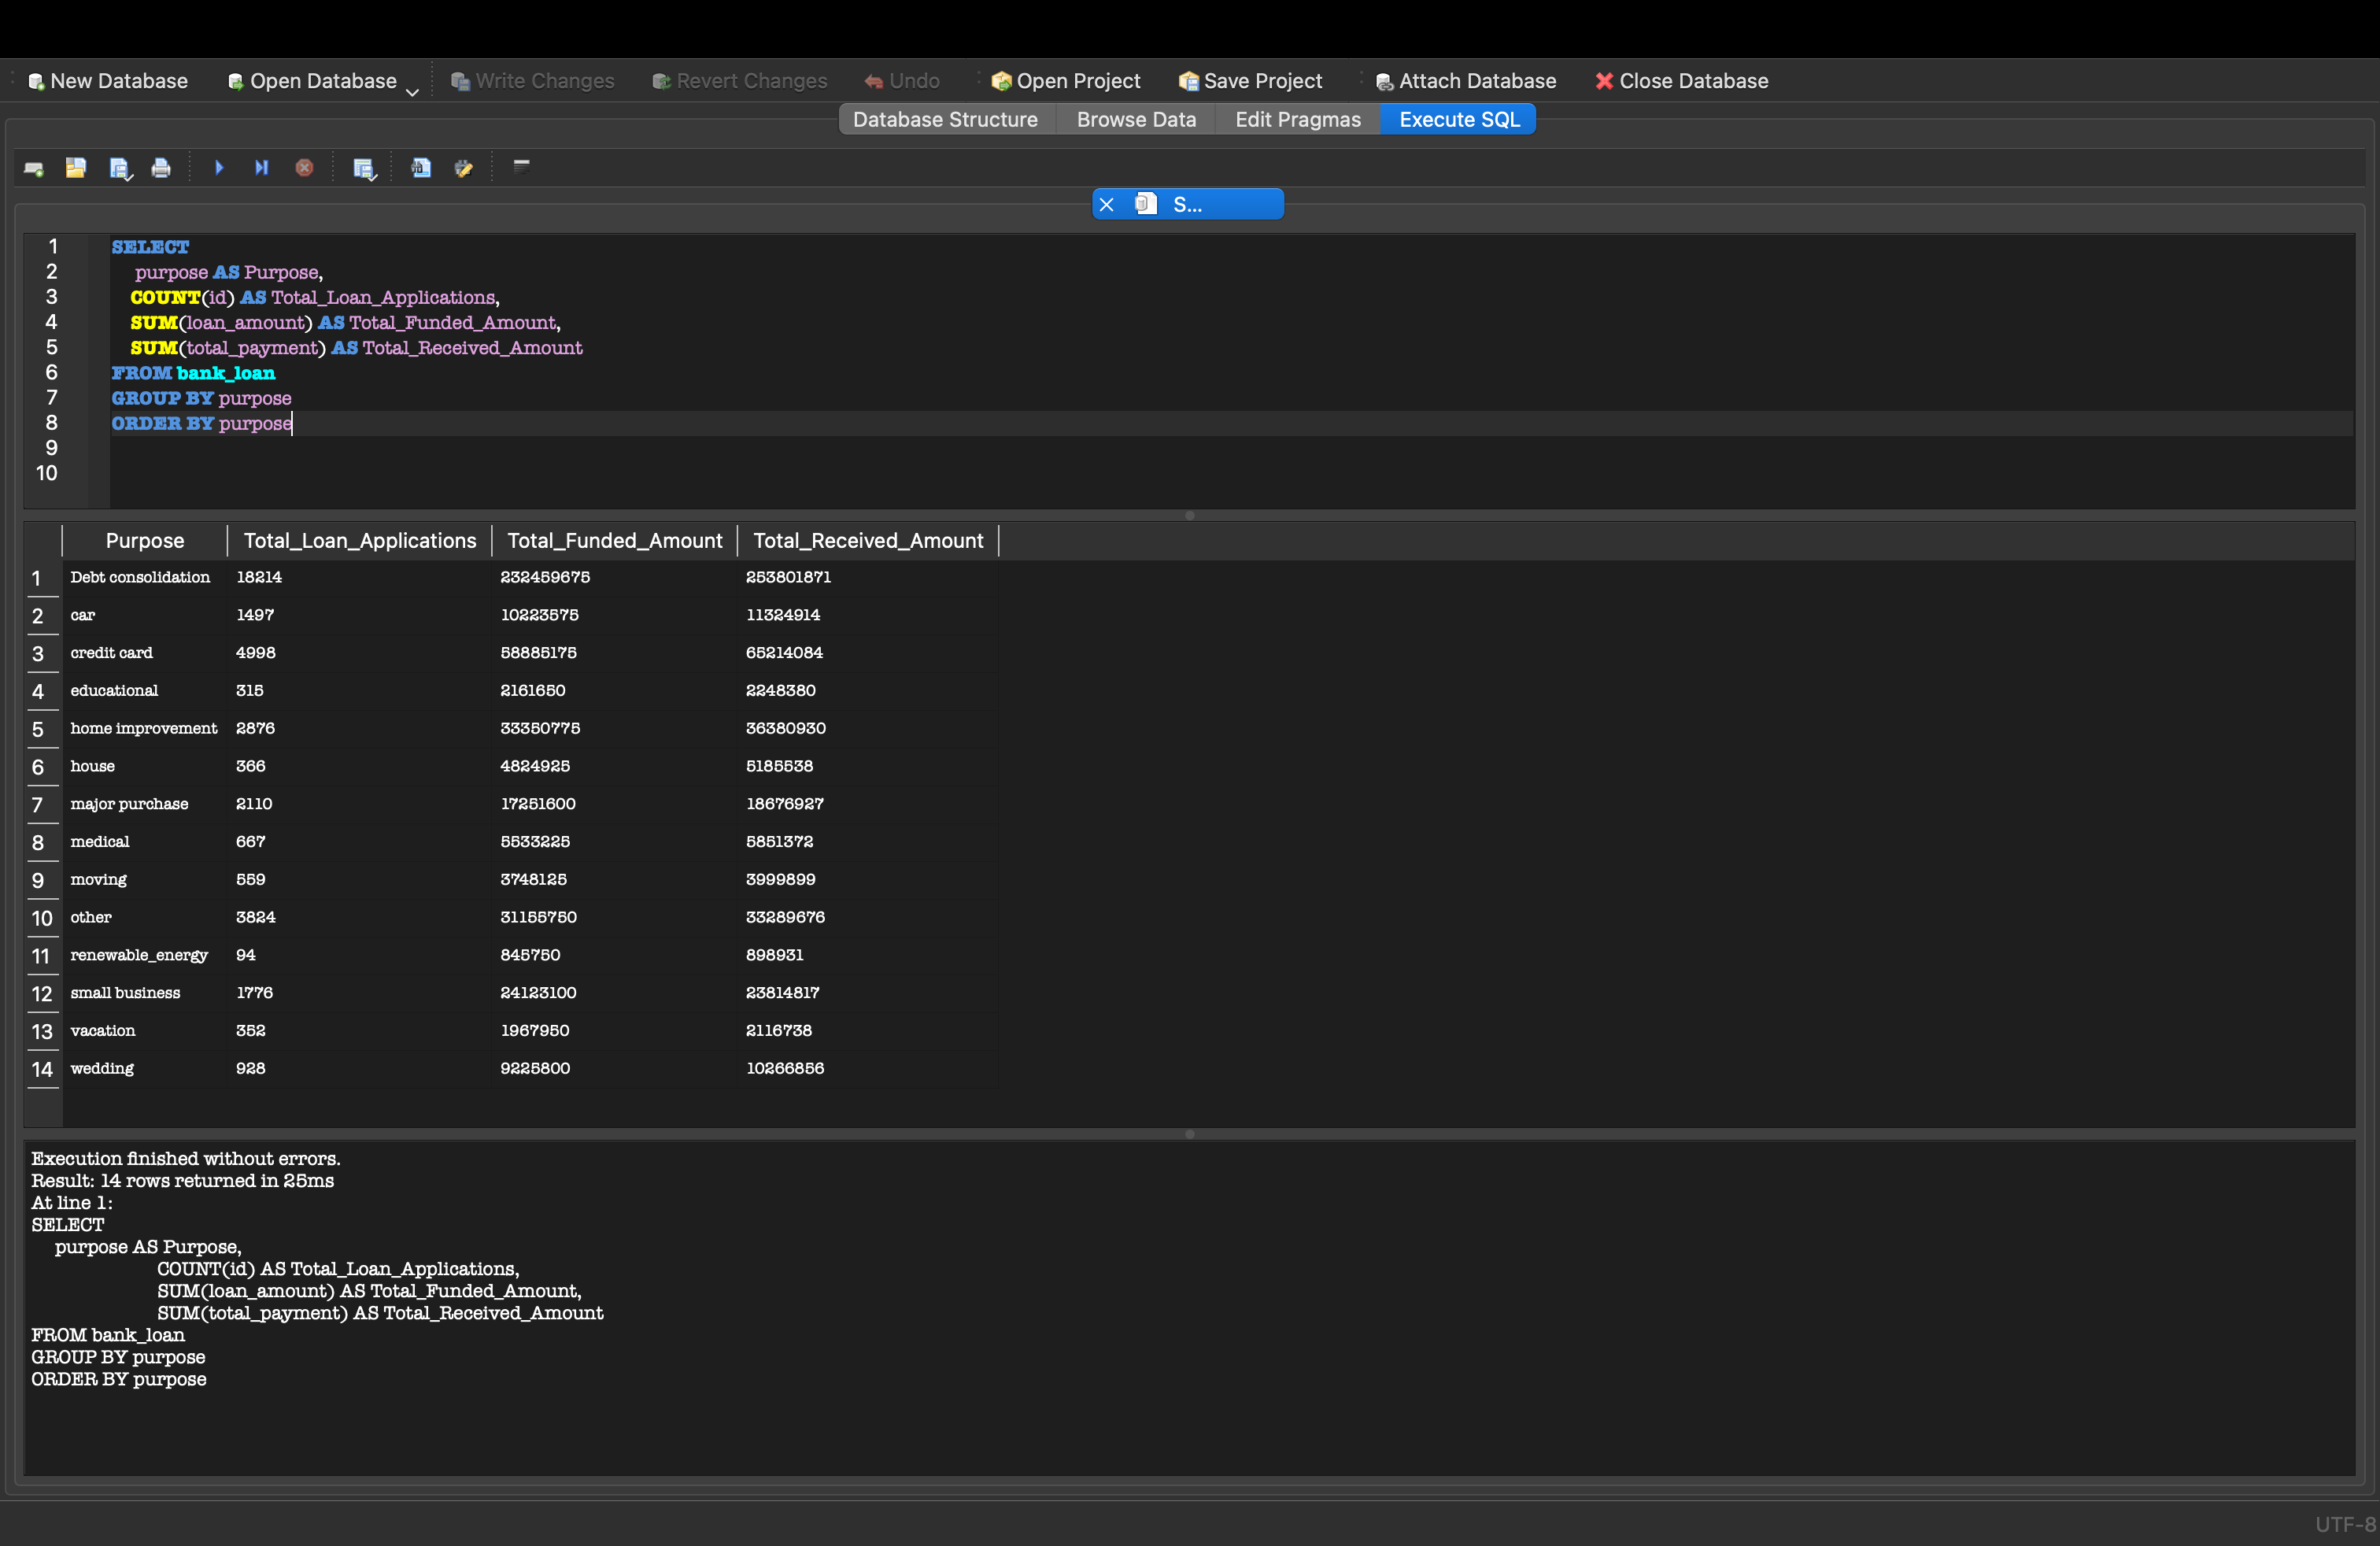 New Database Open Database Write Changes Revert Changes Undo Open Project Save Project Attach Database Close Database
Database Structure Browse Data Edit Pragmas Execute SQL
S...
1 SELECT
2 purpose AS Purpose,
3 COUNT(id) AS Total_Loan_Applications,
4 SUM(loan_amount) AS Total_Funded_Amount,
5 SUM(total_payment) AS Total_Received_Amount
6 FROM bank_loan
7 GROUP BY purpose
8 ORDER BY purpose
9
10
Purpose Total_Loan_Applications Total_Funded_Amount Total_Received_Amount
1 Debt consolidation 18214 232459675 253801871
2 car 1497 10223575 11324914
3 credit card 4998 58885175 65214084
4 educational 315 2161650 2248380
5 home improvement 2876 33350775 36380930
6 house 366 4824925 5185538
7 major purchase 2110 17251600 18676927
8 medical 667 5533225 5851372
9 moving 559 3748125 3999899
10 other 3824 31155750 33289676
11 renewable_energy 94 845750 898931
12 small business 1776 24123100 23814817
13 vacation 352 1967950 2116738
14 wedding 928 9225800 10266856
Execution finished without errors.
Result: 14 rows returned in 25ms
At line 1:
SELECT
purpose AS Purpose,
COUNT(id) AS Total_Loan_Applications,
SUM(loan_amount) AS Total_Funded_Amount,
SUM(total_payment) AS Total_Received_Amount
FROM bank_loan
GROUP BY purpose
ORDER BY purpose
UTF-8